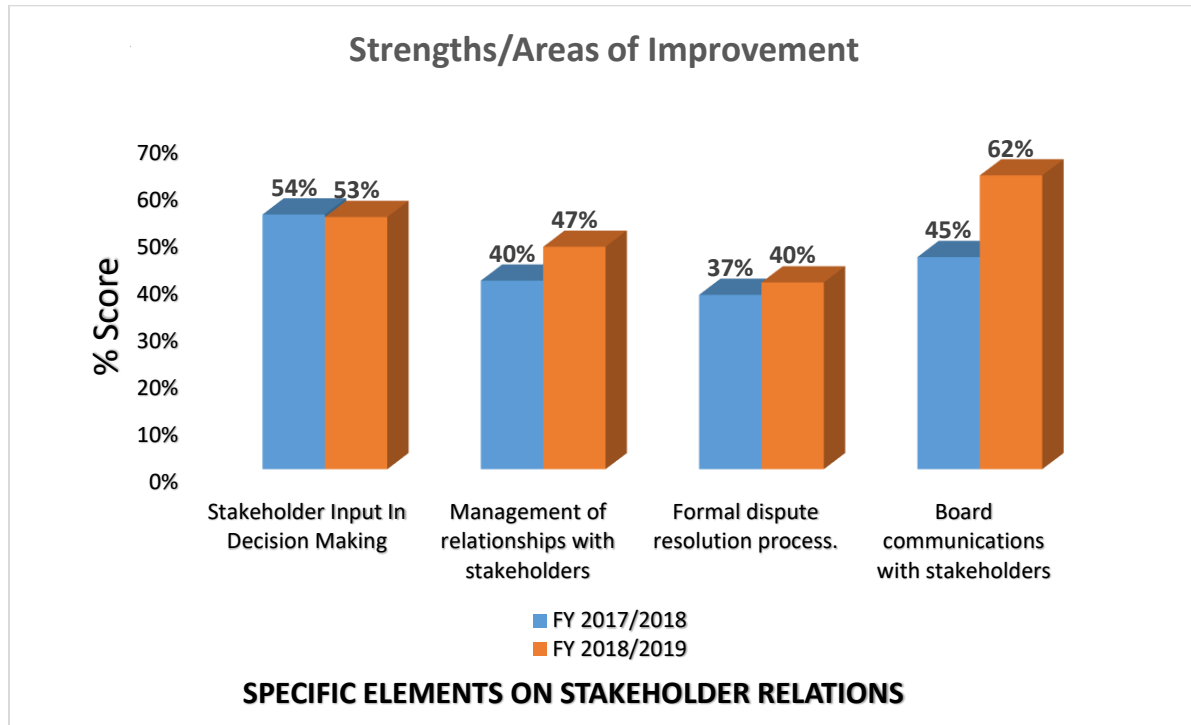 Strengths/Areas of Improvement
% Score
70%
60%
50%
40%
30%
20%
10%
0%
54%
53%
40%
47%
37%
40%
45%
62%
Stakeholder Input In
Decision Making
Management of
relationships with
stakeholders
Formal dispute
resolution process.
Board
communications
with stakeholders
FY 2017/2018
FY 2018/2019
SPECIFIC ELEMENTS ON STAKEHOLDER RELATIONS